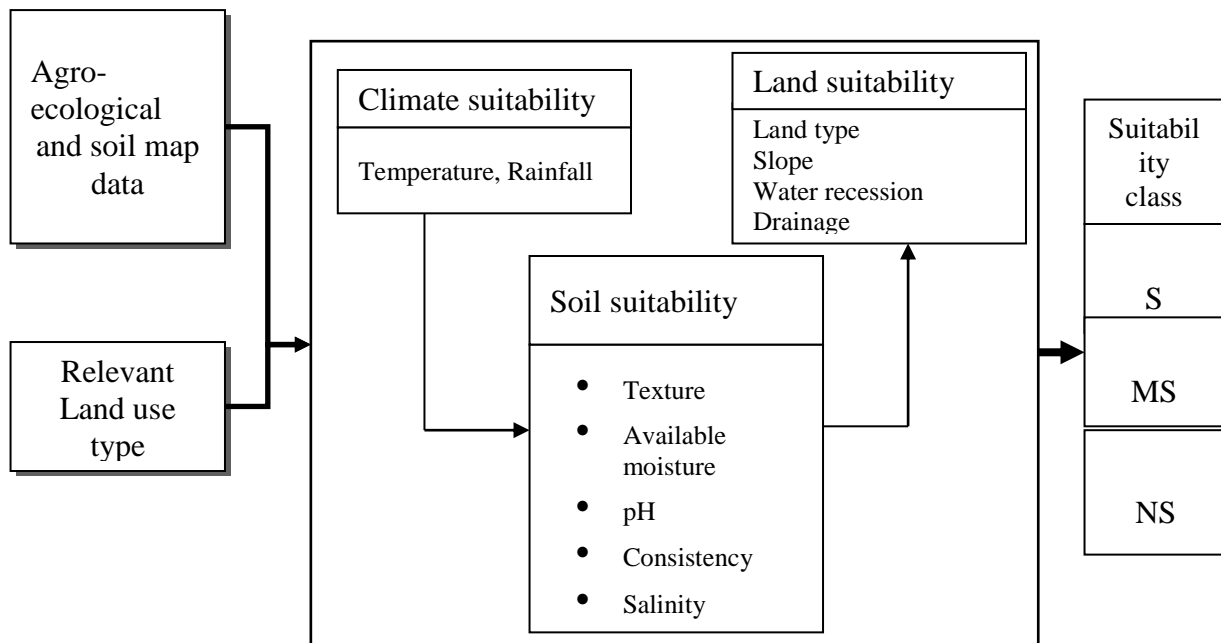 Agro-
ecological
and soil map
data
Relevant
Land use
type
Climate suitability
Temperature, Rainfall
Soil suitability
• Texture
• Available
moisture
• pH
• Consistency
• Salinity
Land suitability
Land type
Slope
Water recession
Drainage
Suitabil
ity
class
S
MS
NS